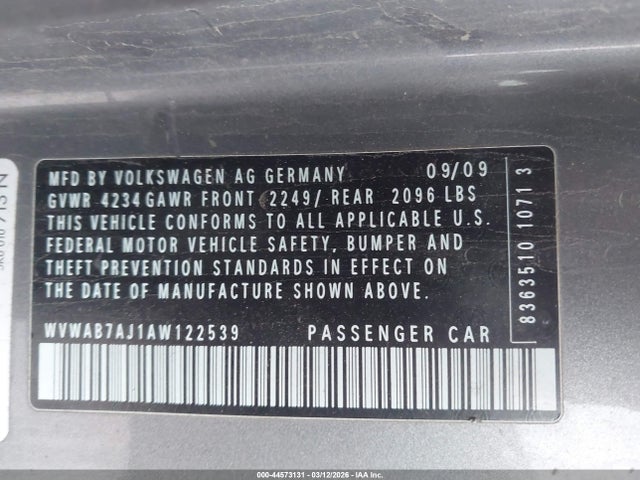 MFD BY VOLKSWAGEN AG GERMANY 09/09
GVWR 4234 GAWR FRONT 2249/ REAR 2096 LBS
THIS VEHICLE CONFORMS TO ALL APPLICABLE U.S.
FEDERAL MOTOR VEHICLE SAFETY, BUMPER AND
THEFT PREVENTION STANDARDS IN EFFECT ON
THE DATE OF MANUFACTURE SHOWN ABOVE.
WVWAB7AJ1AW122539 PASSENGER CAR
8363510 1071 3
713 N
000-44573131 - 03/12/2026 - IAA Inc.